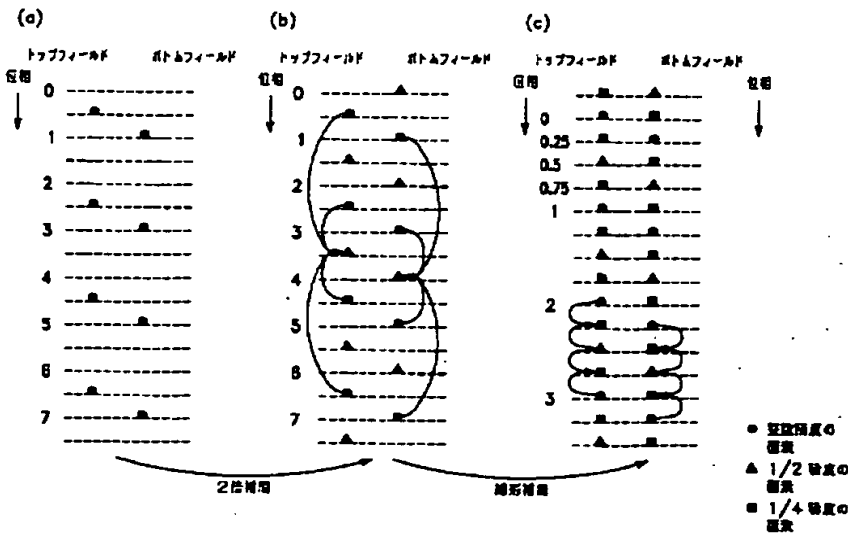 (a)
トップフィールド ボトムフィールド
位相
0
1
2
3
4
5
6
7
(b)
トップフィールド ボトムフィールド
位相
0
1
2
3
4
5
6
7
(c)
トップフィールド ボトムフィールド
位相 位相
0
0.25
0.5
0.75
1
2
3
2倍補間 線形補間
● 整数精度の
画素
▲ 1/2 精度の
画素
■ 1/4 精度の
画素